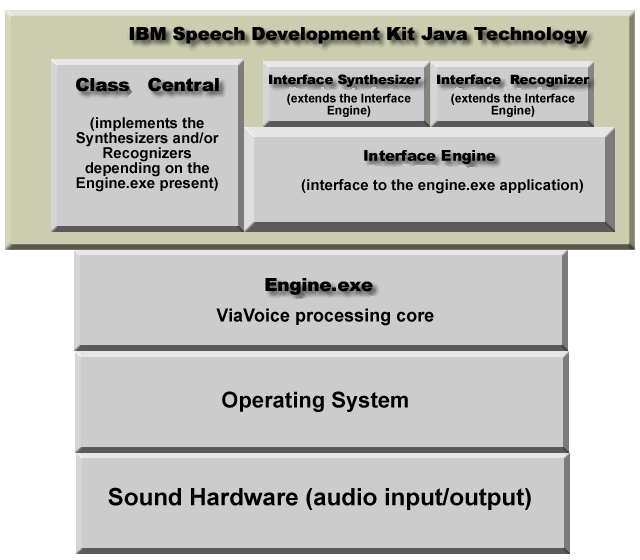 IBM Speech Development Kit Java Technology
Class Central
(implements the
Synthesizers and/or
Recognizers
depending on the
Engine.exe present)
Interface Synthesizer
(extends the Interface
Engine)
Interface Recognizer
(extends the Interface
Engine)
Interface Engine
(interface to the engine.exe application)
Engine.exe
ViaVoice processing core
Operating System
Sound Hardware (audio input/output)